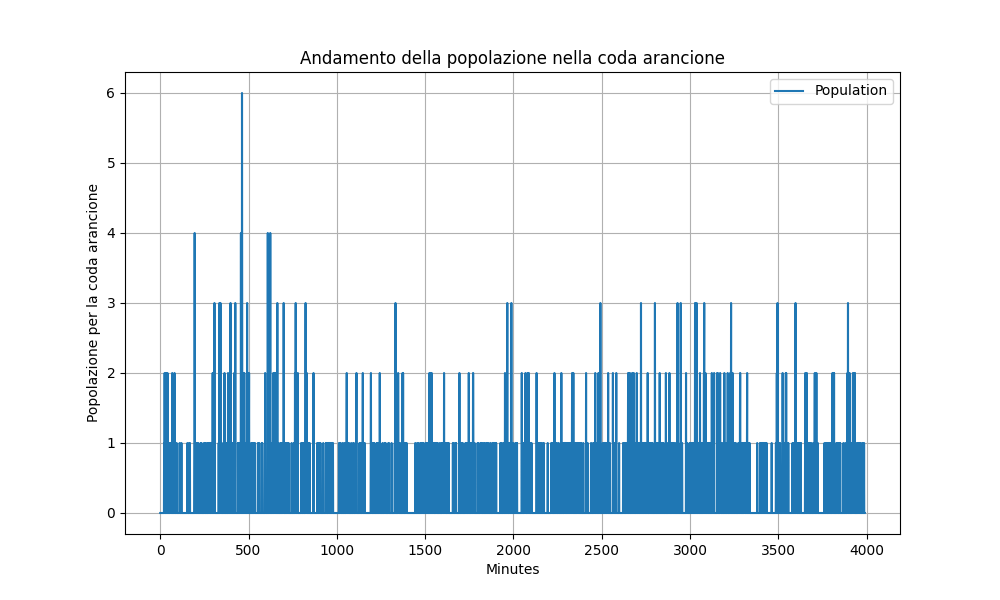 Andamento della popolazione nella coda arancione
Population
Popolazione per la coda arancione
6
5
4
3
2
1
0
0 500 1000 1500 2000 2500 3000 3500 4000
Minutes